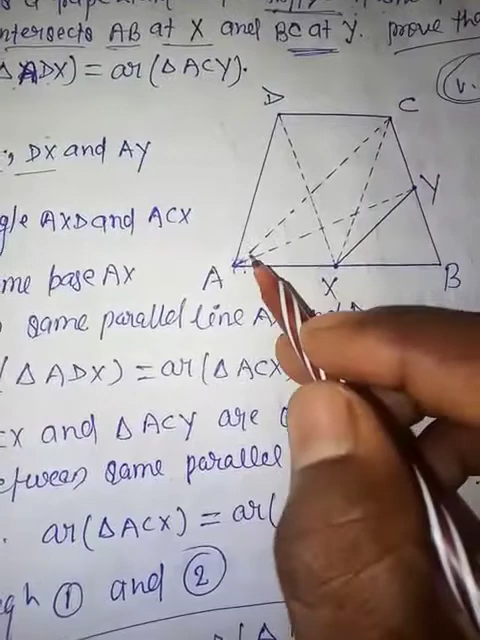 intersects AB at X and BC at Y. prove tha
ΔADX) = ar(ΔACY).
(V.
D
C
, DX and AY
Y
gle AXD and ACX
A
X
B
me base AX
same parallel line A
(ΔADX) = ar(ΔACX
CX and ΔACY are
etween same parallel
ar(ΔACX) = ar(
gh ① and ②